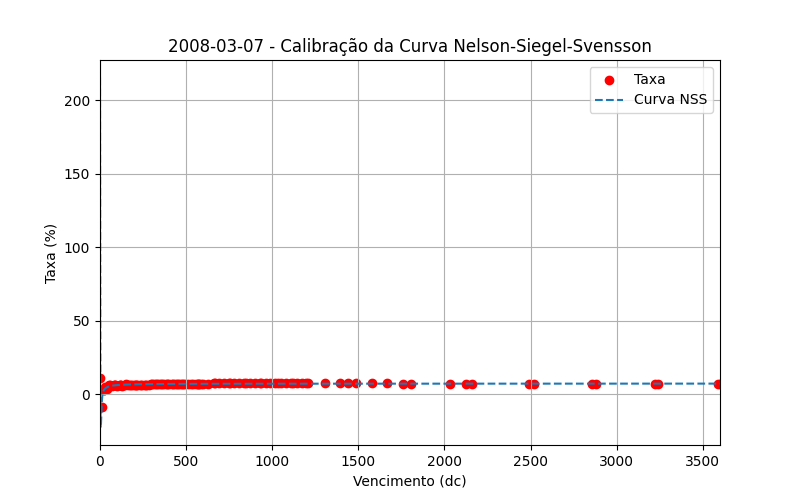 2008-03-07 - Calibração da Curva Nelson-Siegel-Svensson
Taxa
Curva NSS
Taxa (%)
200
150
100
50
0
0 500 1000 1500 2000 2500 3000 3500
Vencimento (dc)